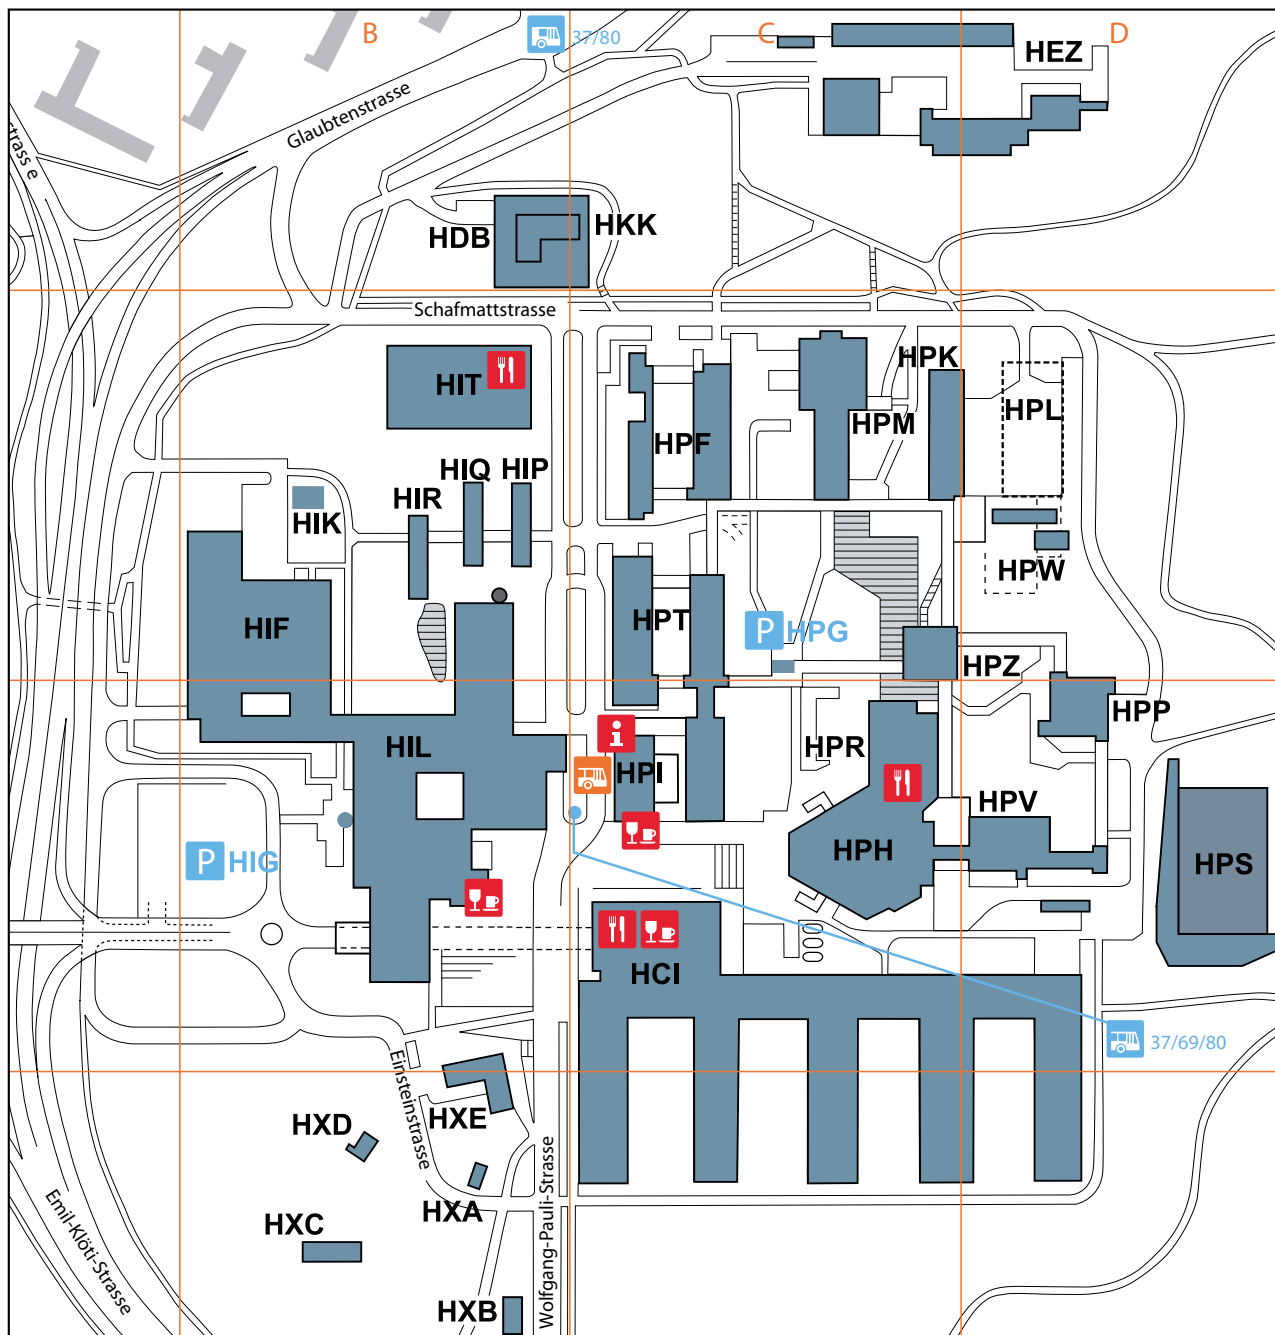 B
C
D
37/80
HEZ
Glaubtenstrasse
strass e
HDB
HKK
Schafmattstrasse
HIT
HPK
HPL
HPM
HPF
HIQ
HIP
HIR
HIK
HPW
HIF
HPT
P HPG
HPZ
HPP
HIL
HPR
HPI
HPV
P HIG
HPH
HPS
HCI
37/69/80
Einsteinstrasse
HXE
HXD
HXA
HXC
Wolfgang-Pauli-Strasse
Emil-Klöti-Strasse
HXB